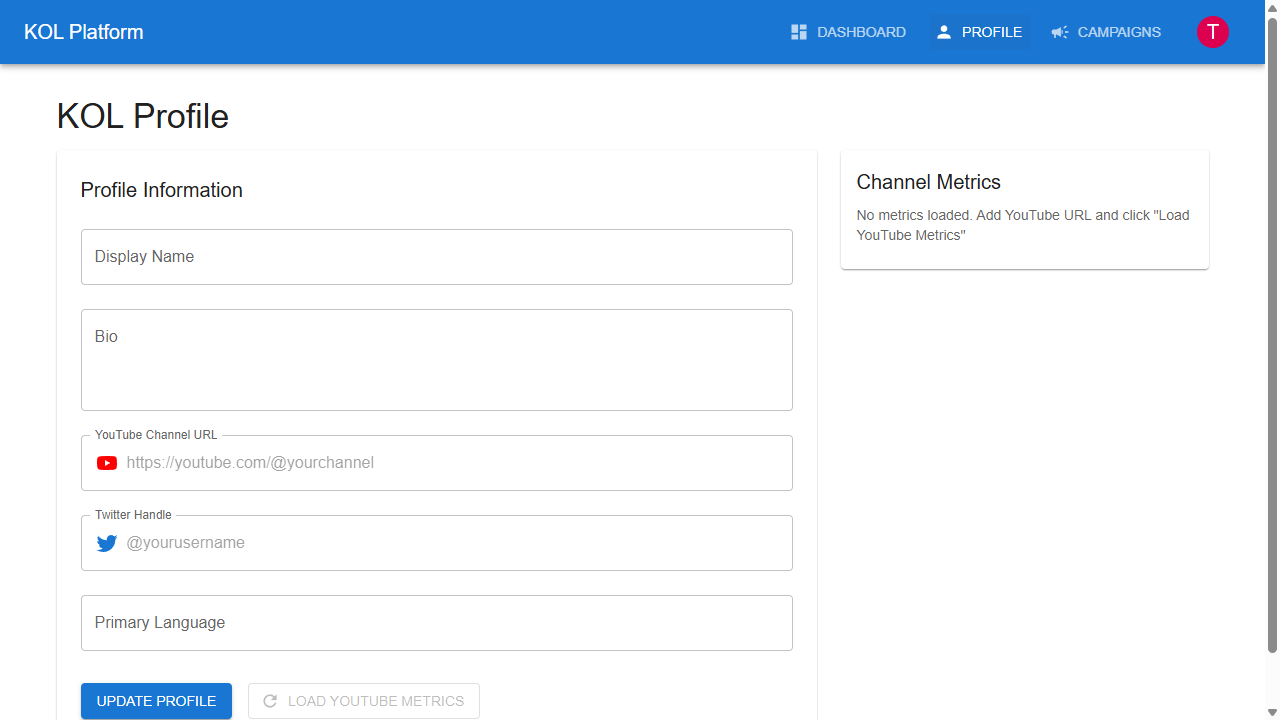 KOL Platform
DASHBOARD
PROFILE
CAMPAIGNS
T
KOL Profile
Profile Information
Display Name
Bio
YouTube Channel URL
https://youtube.com/@yourchannel
Twitter Handle
@yourusername
Primary Language
UPDATE PROFILE
LOAD YOUTUBE METRICS
Channel Metrics
No metrics loaded. Add YouTube URL and click "Load
YouTube Metrics"